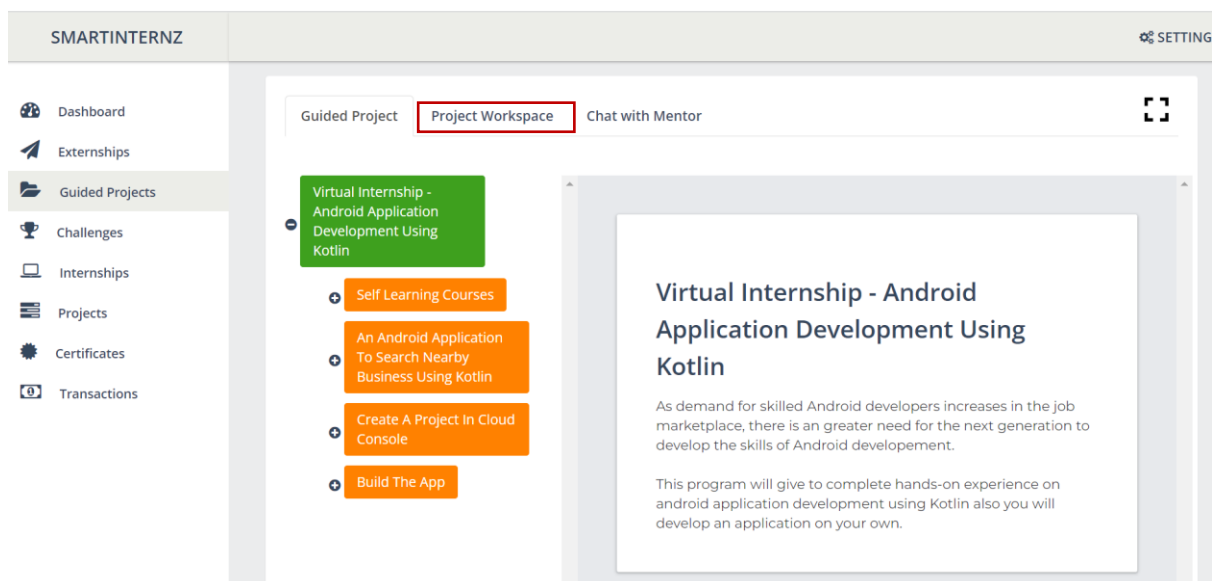 SMARTINTERNZ
SETTING
Dashboard
Externships
Guided Projects
Challenges
Internships
Projects
Certificates
Transactions
Guided Project
Project Workspace
Chat with Mentor
Virtual Internship -
Android Application
Development Using
Kotlin
Self Learning Courses
An Android Application
To Search Nearby
Business Using Kotlin
Create A Project In Cloud
Console
Build The App
Virtual Internship - Android
Application Development Using
Kotlin
As demand for skilled Android developers increases in the job
marketplace, there is an greater need for the next generation to
develop the skills of Android developement.
This program will give to complete hands-on experience on
android application development using Kotlin also you will
develop an application on your own.